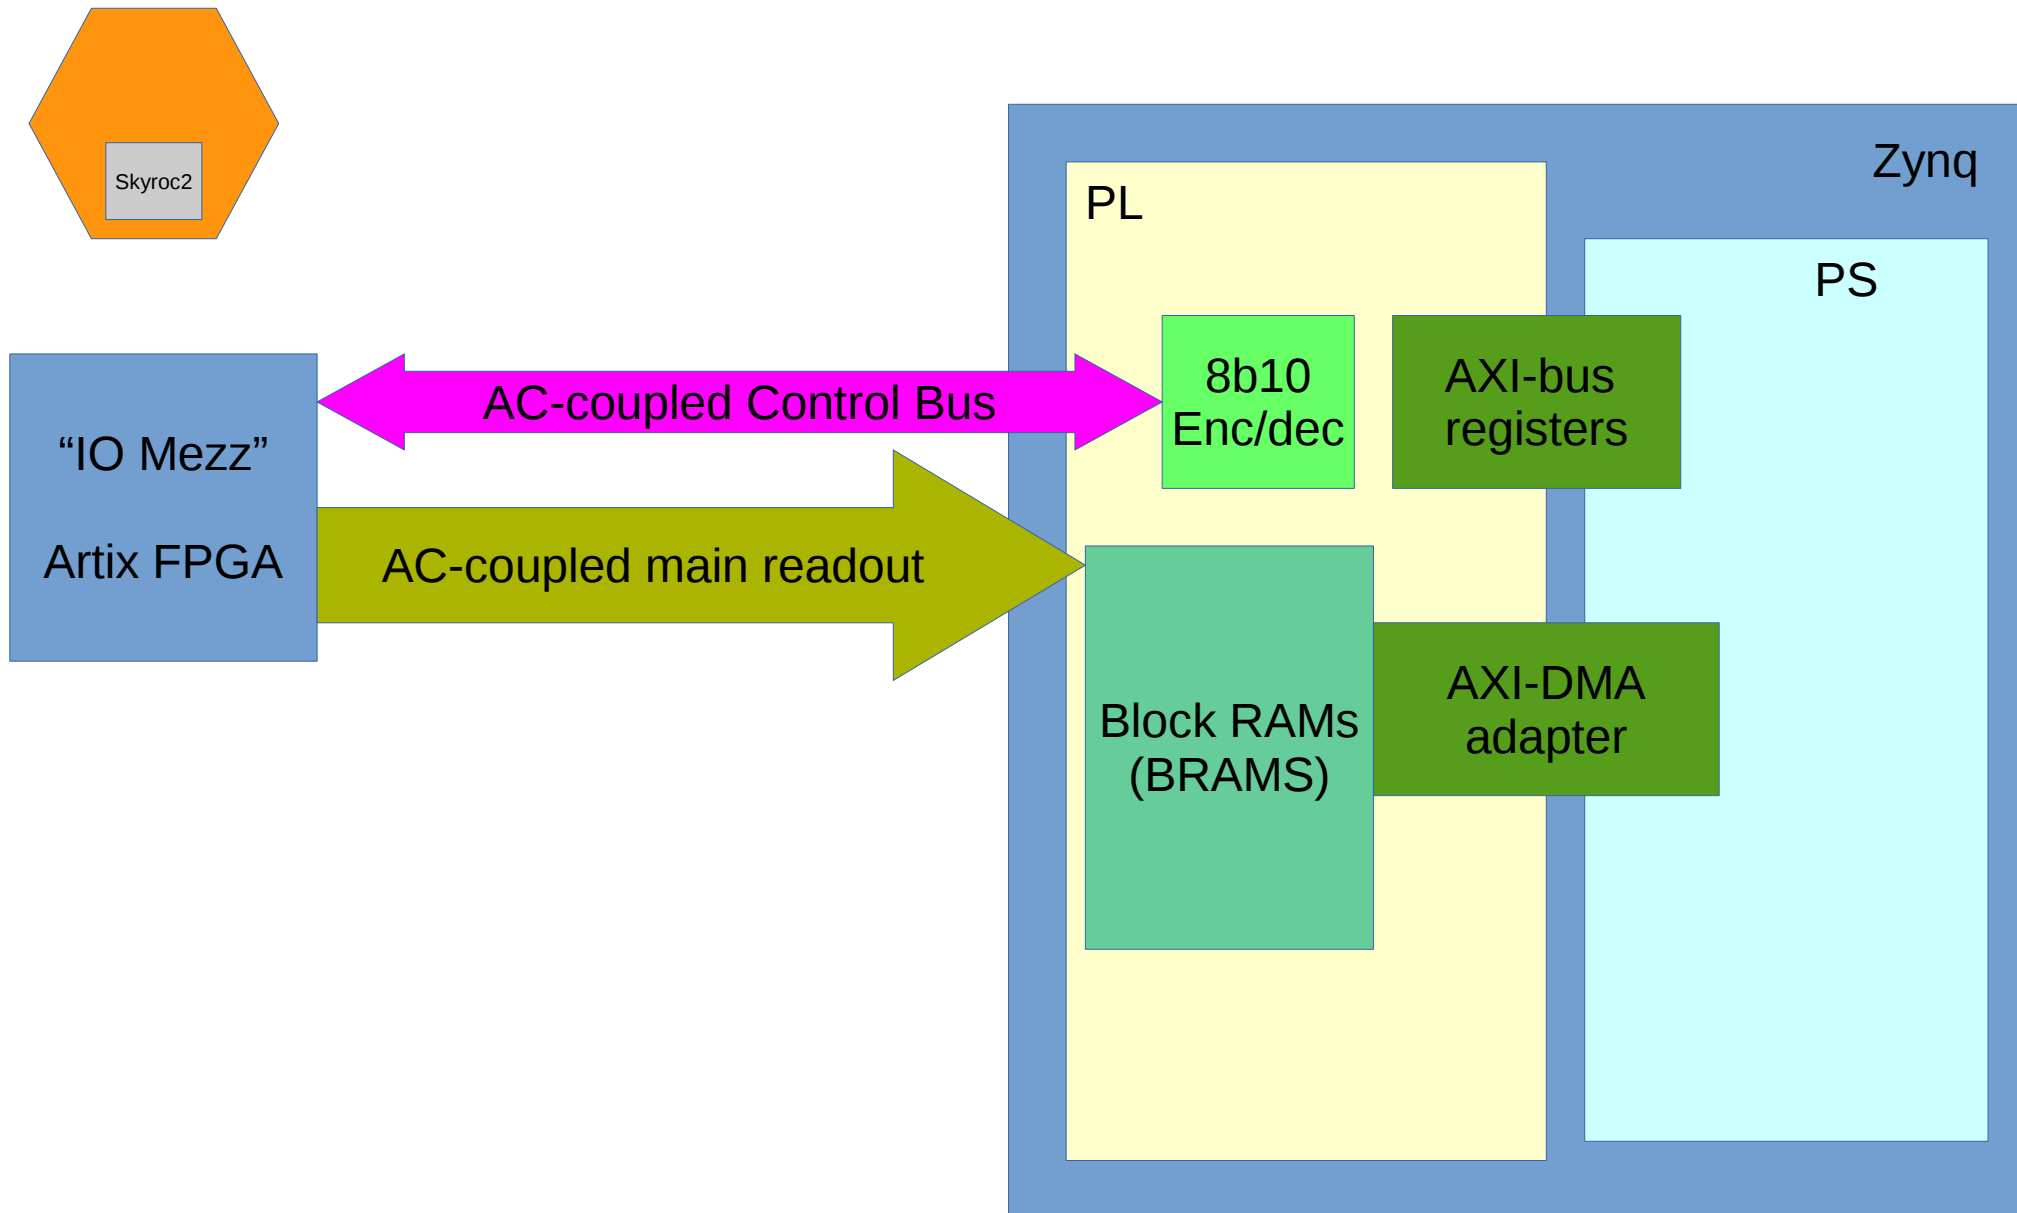 Skyroc2
Zynq
PL
PS
AC-coupled Control Bus
8b10
Enc/dec
AXI-bus
registers
“IO Mezz”
Artix FPGA
AC-coupled main readout
Block RAMs
(BRAMS)
AXI-DMA
adapter